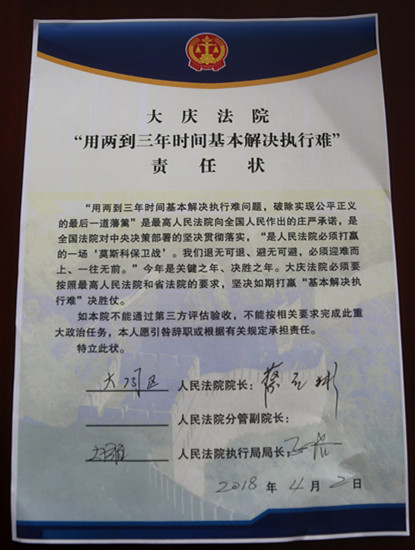 大庆法院
“用两到三年时间基本解决执行难”
责任状
“用两到三年时间基本解决执行难问题，破除实现公平正义
的最后一道藩篱”是最高人民法院向全国人民作出的庄严承诺，是
全国法院对中央决策部署的坚决贯彻落实，“是人民法院必须打赢
的一场‘莫斯科保卫战’。我们退无可退、避无可避，必须迎难而
上、一往无前。”今年是关键之年、决胜之年。大庆法院必须要
按照最高人民法院和省法院的要求，坚决如期打赢“基本解决执
行难”决胜仗。
如本院不能通过第三方评估验收，不能按相关要求完成此重
大政治任务，本人愿引咎辞职或根据有关规定承担责任。
特立此状。
人民法院院长：
人民法院分管副院长：
人民法院执行局局长：
2018年4月2日